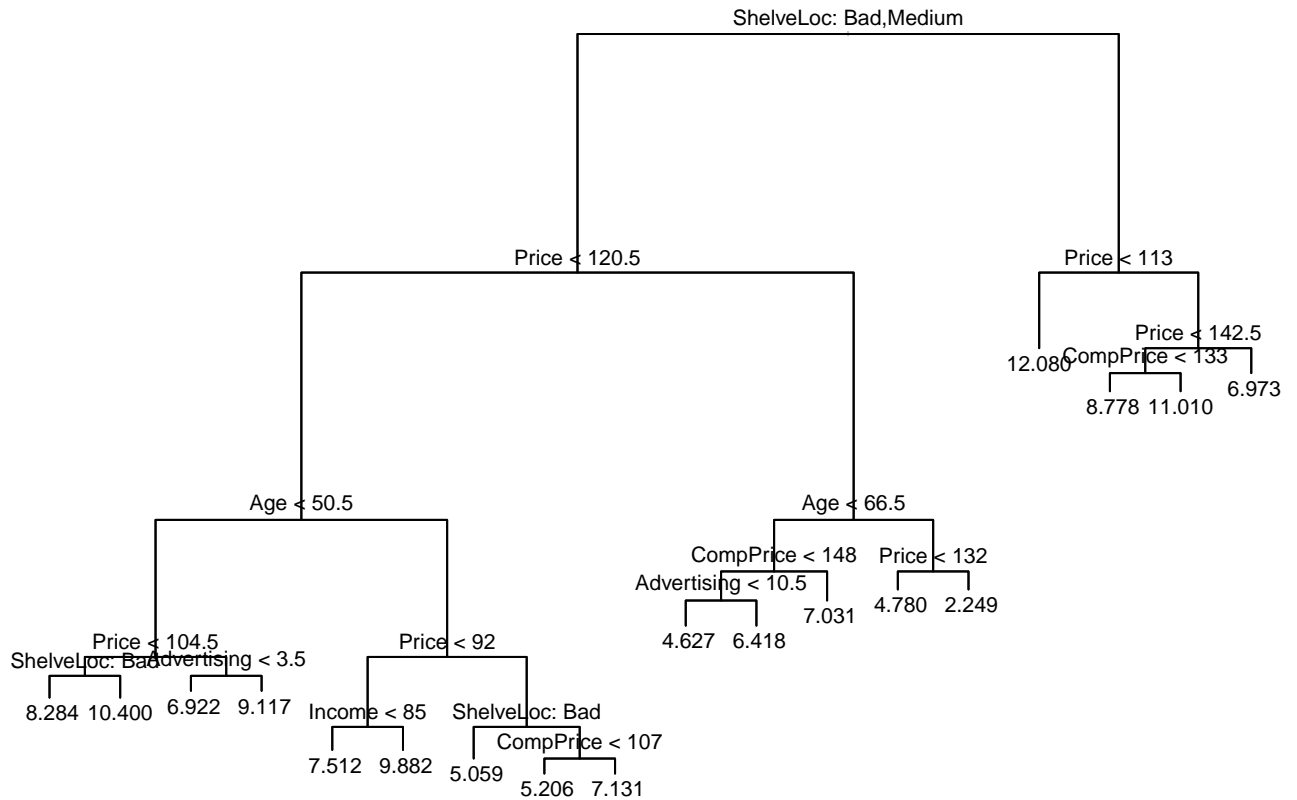 ShelveLoc: Bad,Medium
Price < 120.5
Price < 113
Price < 142.5
12.080
CompPrice < 133
6.973
8.778
11.010
Age < 50.5
Age < 66.5
CompPrice < 148
Price < 132
Advertising < 10.5
7.031
4.780
2.249
4.627
6.418
Price < 104.5
Price < 92
ShelveLoc: Bad
Advertising < 3.5
8.284
10.400
6.922
9.117
Income < 85
ShelveLoc: Bad
CompPrice < 107
7.512
9.882
5.059
5.206
7.131